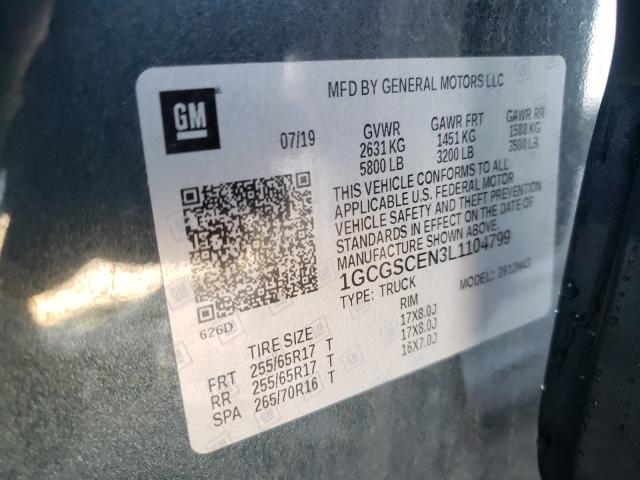 GM
MFD BY GENERAL MOTORS LLC
07/19
GVWR GAWR FRT GAWR RR
2631 KG 1451 KG 1588 KG
5800 LB 3200 LB 3500 LB
THIS VEHICLE CONFORMS TO ALL
APPLICABLE U.S. FEDERAL MOTOR
VEHICLE SAFETY AND THEFT PREVENTION
STANDARDS IN EFFECT ON THE DATE OF
MANUFACTURE SHOWN ABOVE.
1GCGSCEN3L1104799
TYPE: TRUCK MODEL:
626D
TIRE SIZE RIM
FRT 255/65R17 T 17X8.0J
RR 255/65R17 T 17X8.0J
SPA 265/70R16 T 16X7.0J